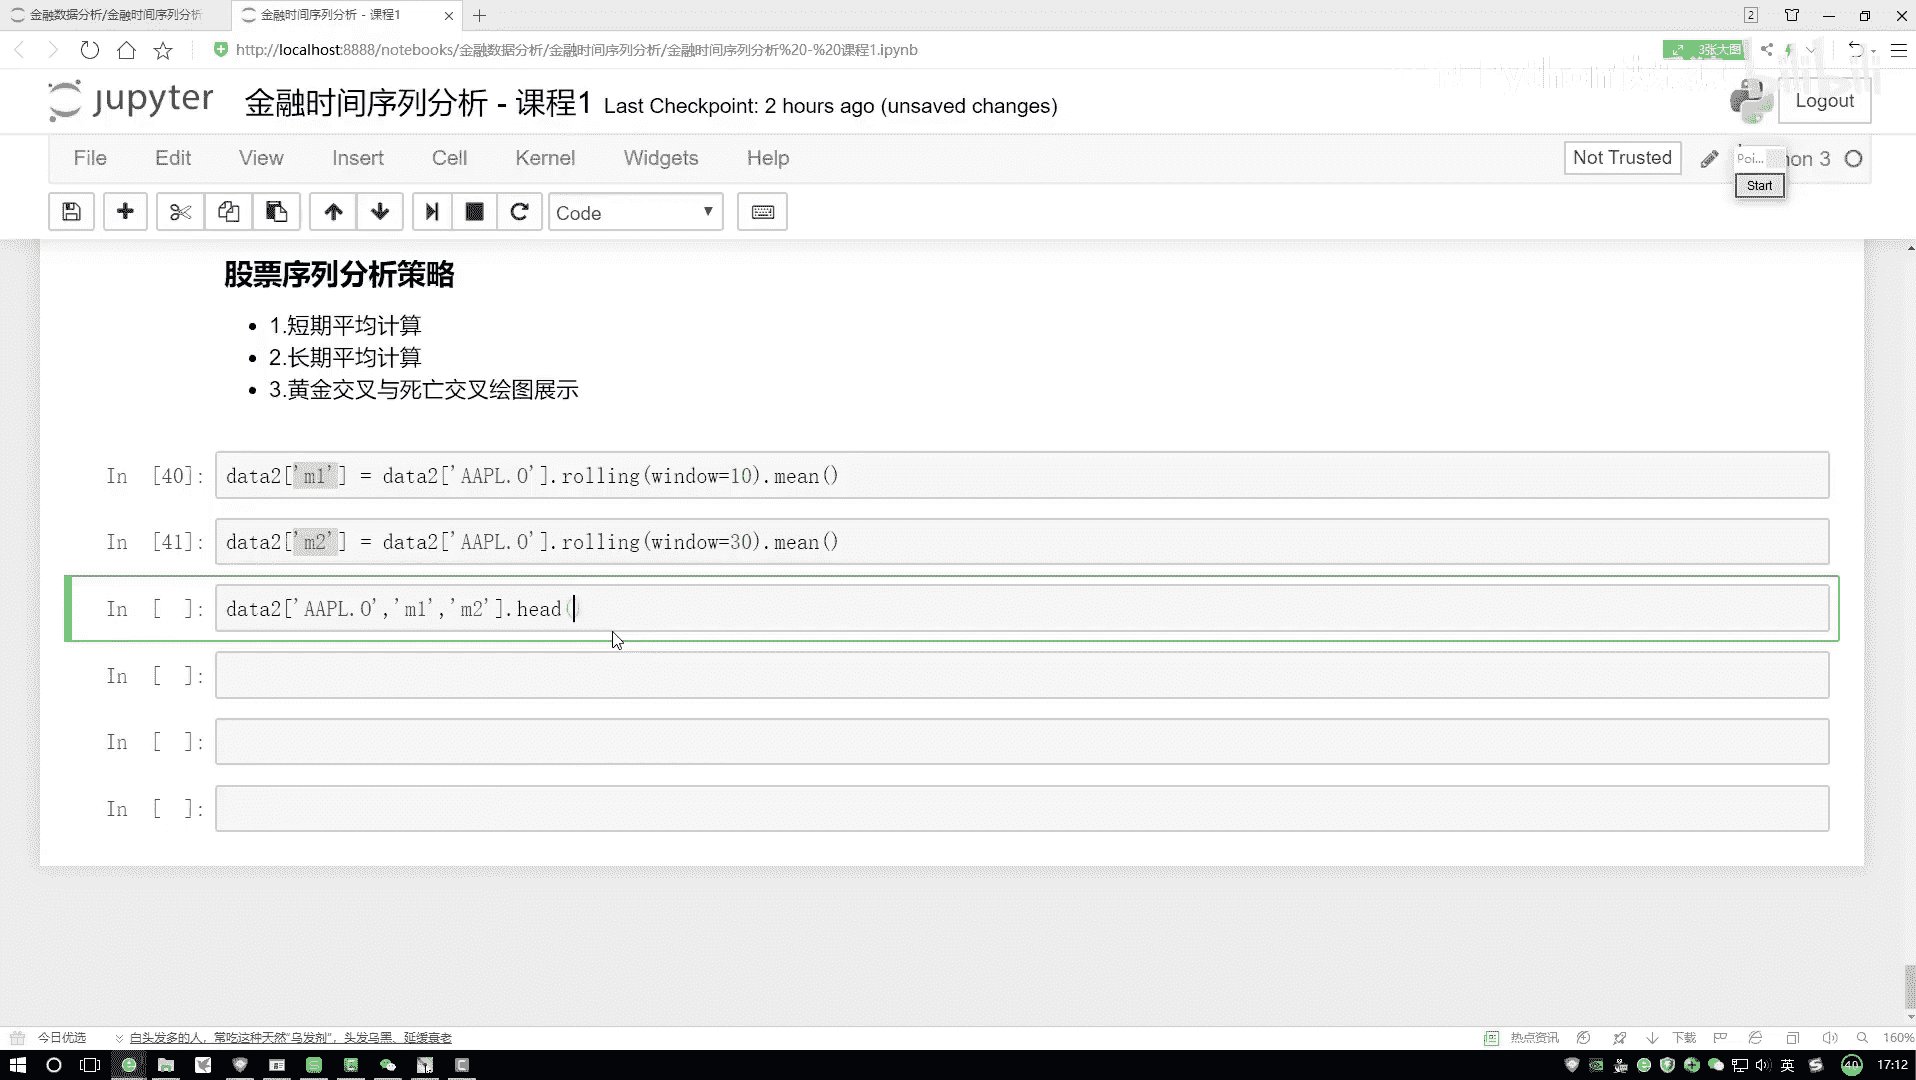 金融数据分析/金融时间序列分析
金融时间序列分析 - 课程1
2
http://localhost:8888/notebooks/金融数据分析/金融时间序列分析/金融时间序列分析%20-%20课程1.ipynb
3张大图
jupyter
金融时间序列分析 - 课程1
Last Checkpoint: 2 hours ago (unsaved changes)
bilibili
Logout
File Edit View Insert Cell Kernel Widgets Help
Not Trusted
Poi...
hon 3
Start
Code
股票序列分析策略
1.短期平均计算
2.长期平均计算
3.黄金交叉与死亡交叉绘图展示
In [40]: data2['m1'] = data2['AAPL.O'].rolling(window=10).mean()
In [41]: data2['m2'] = data2['AAPL.O'].rolling(window=30).mean()
In [ ]: data2['AAPL.O','m1','m2'].head()
In [ ]:
In [ ]:
In [ ]:
今日优选
白头发多的人，常吃这种天然"乌发剂"，头发乌黑、延缓衰老
热点资讯
下载
160%
英
40
17:12